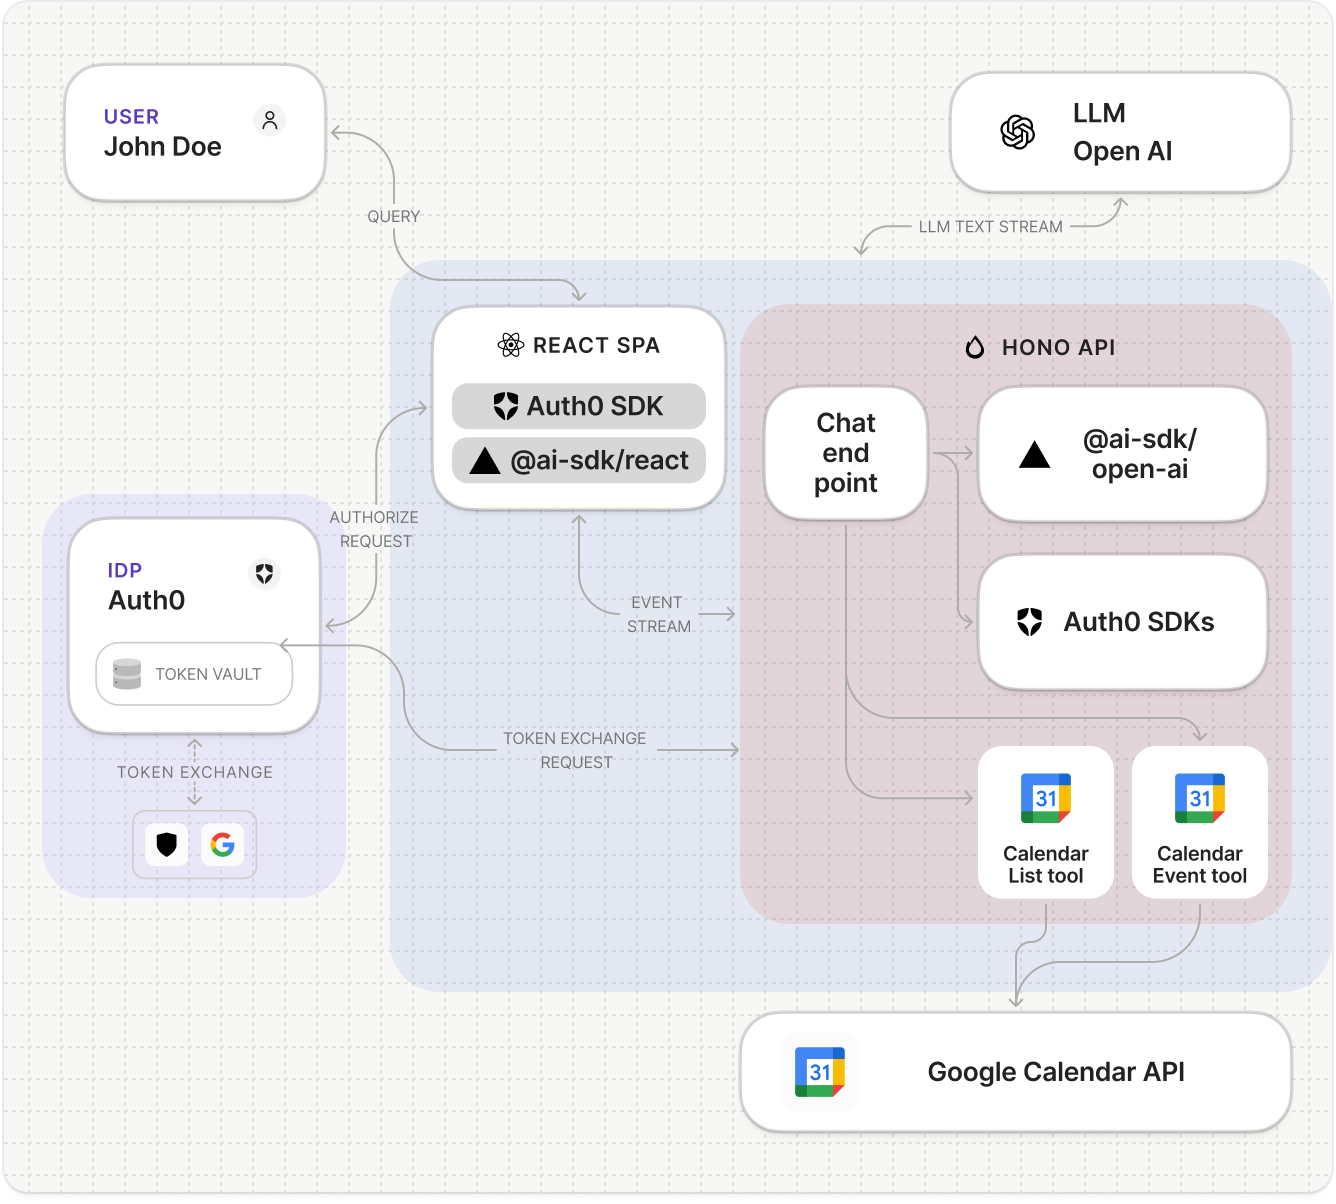 USER
John Doe
LLM
Open AI
QUERY
LLM TEXT STREAM
REACT SPA
Auth0 SDK
@ai-sdk/react
HONO API
Chat
end
point
@ai-sdk/
open-ai
Auth0 SDKs
AUTHORIZE
REQUEST
IDP
Auth0
TOKEN VAULT
EVENT
STREAM
TOKEN EXCHANGE
REQUEST
TOKEN EXCHANGE
31
Calendar
List tool
31
Calendar
Event tool
31
Google Calendar API